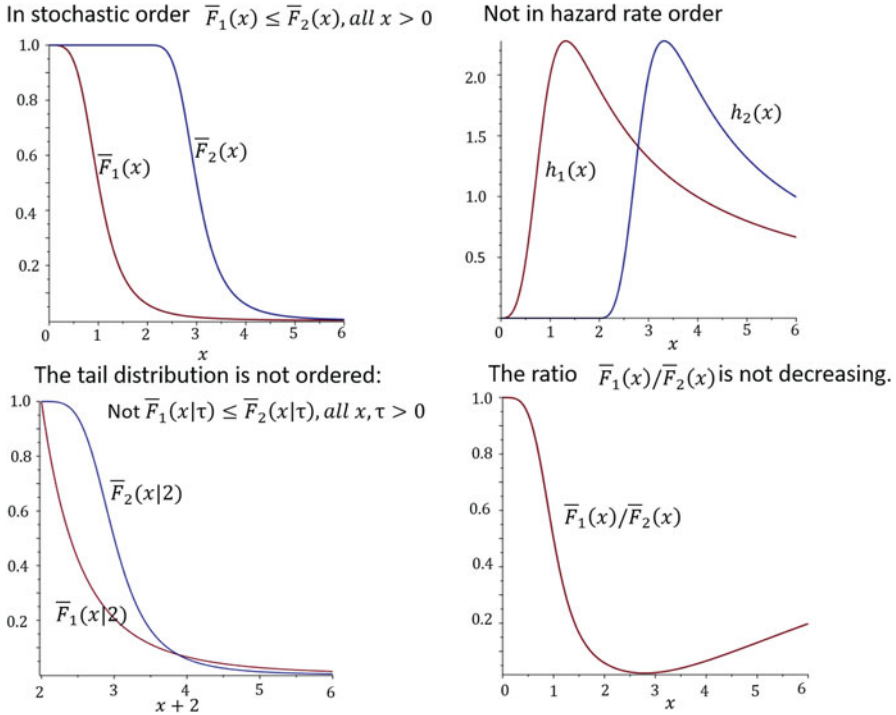 In stochastic order F̅₁(x) ≤ F̅₂(x), all x > 0
1.0
0.8
0.6
0.4
0.2
F̅₁(x)
F̅₂(x)
0 1 2 3 4 5 6
x
Not in hazard rate order
2.0
1.5
1.0
0.5
h₁(x)
h₂(x)
0 1 2 3 4 5 6
x
The tail distribution is not ordered:
Not F̅₁(x|τ) ≤ F̅₂(x|τ), all x, τ > 0
1.0
0.8
0.6
0.4
0.2
F̅₂(x|2)
F̅₁(x|2)
2 3 4 5 6
x + 2
The ratio F̅₁(x)/F̅₂(x) is not decreasing.
1.0
0.8
0.6
0.4
0.2
F̅₁(x)/F̅₂(x)
0 1 2 3 4 5 6
x